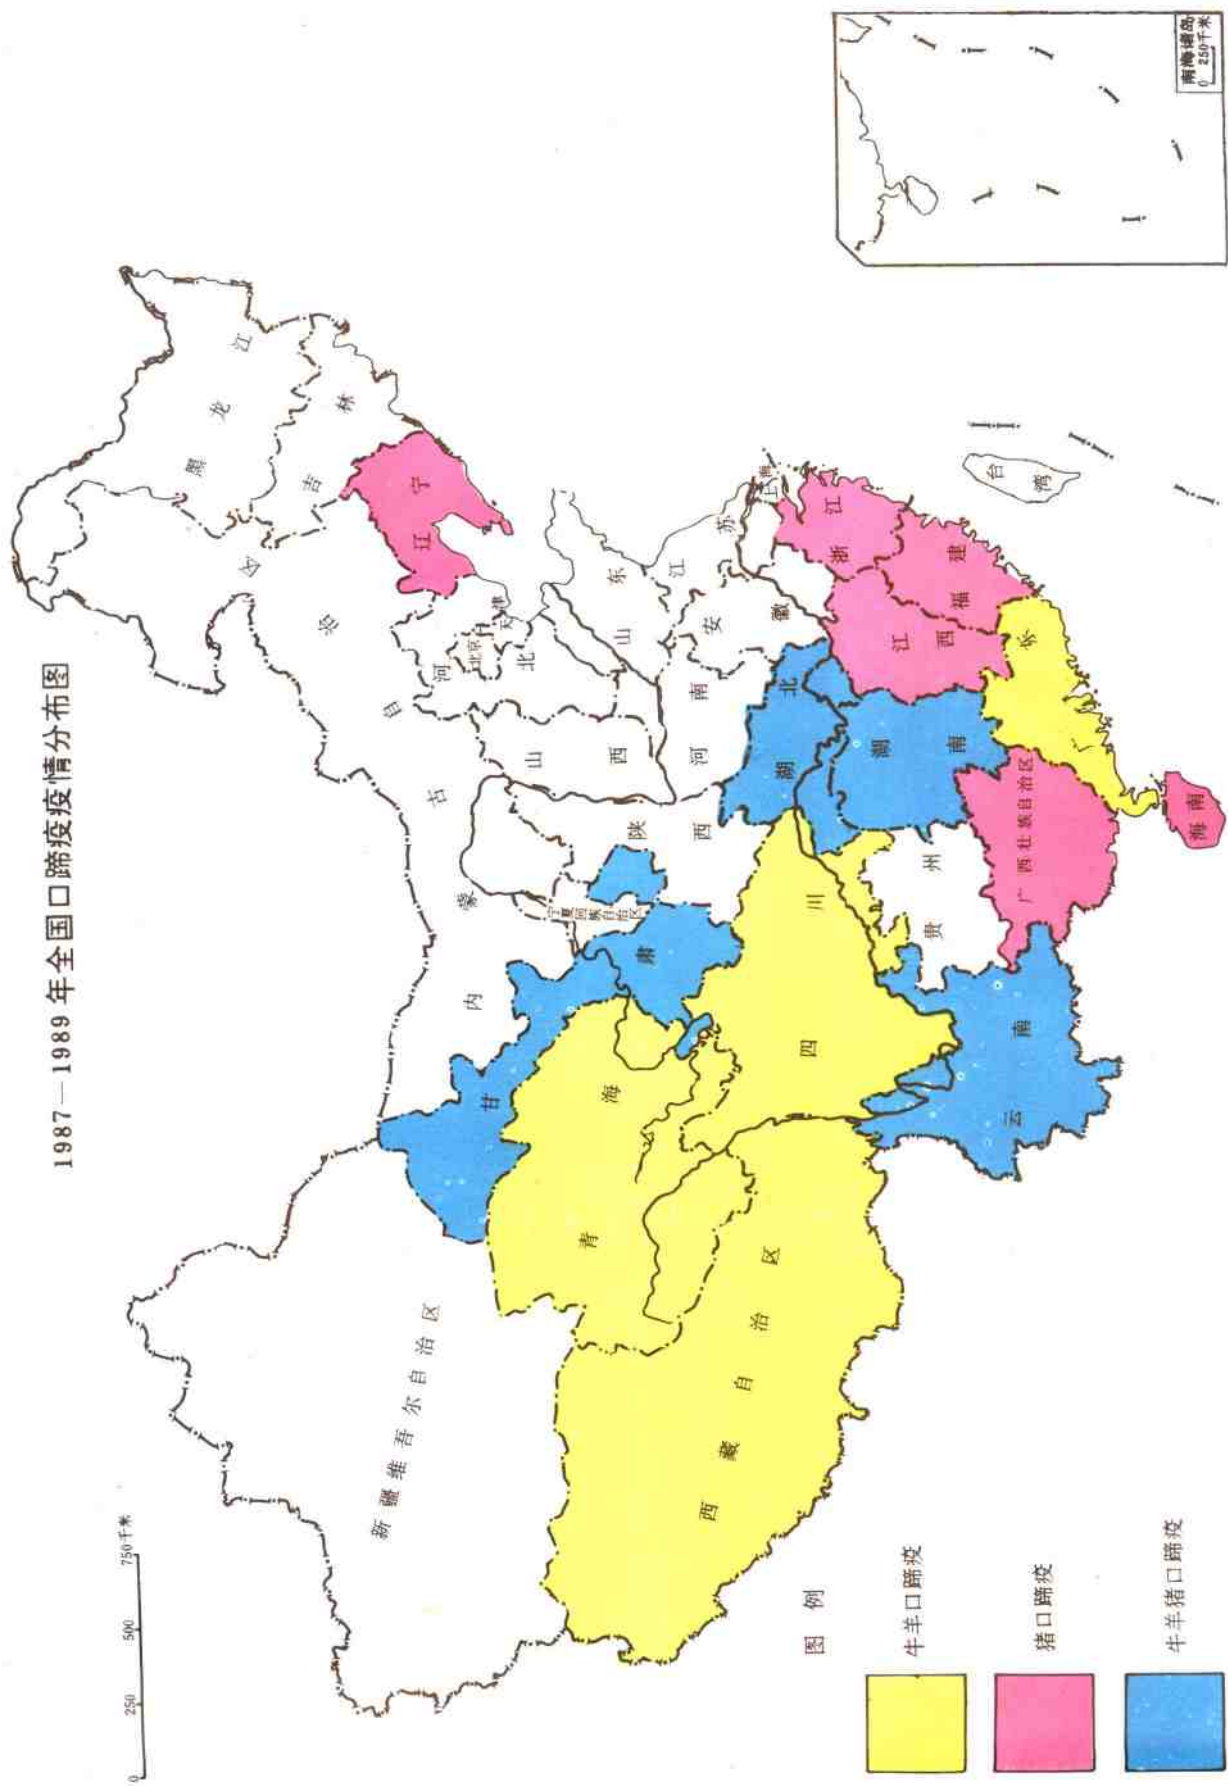 1987—1989年全国口蹄疫疫情分布图
0 250 500 750千米
黑龙江
吉林
辽宁
内蒙古自治区
河北
北京
天津
山西
山东
河南
江苏
安徽
上海
浙江
江西
福建
台湾
湖北
湖南
陕西
宁夏回族自治区
甘肃
青海
新疆维吾尔自治区
西藏自治区
四川
贵州
云南
广西壮族自治区
海南
南海诸岛
0 250千米
图例
牛羊口蹄疫
猪口蹄疫
牛羊猪口蹄疫